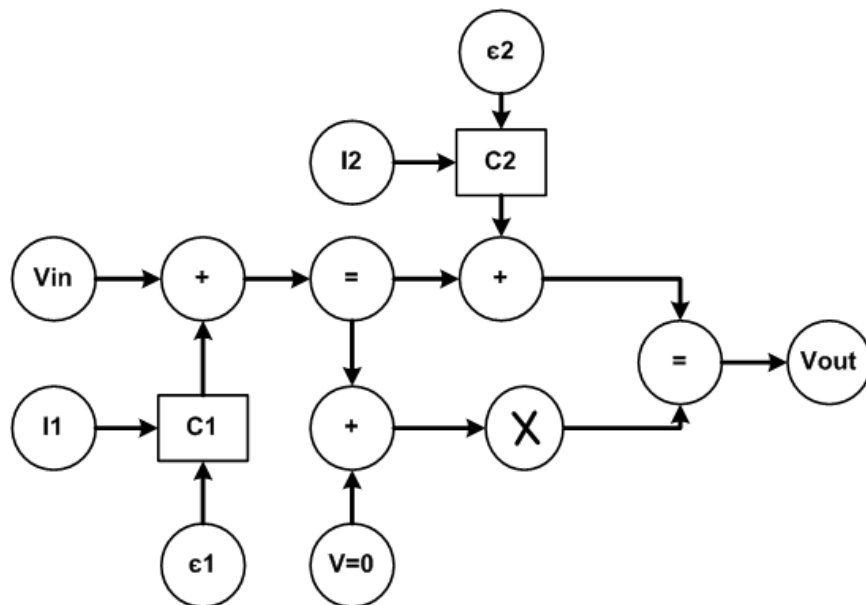 ϵ2
I2
C2
Vin
+
=
+
=
Vout
I1
C1
+
X
ϵ1
V=0